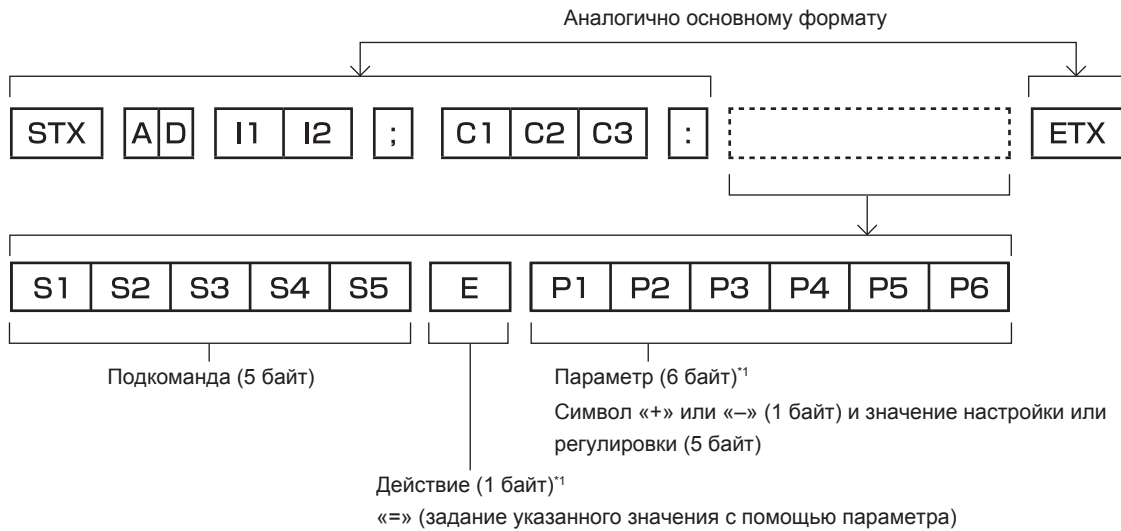 Аналогично основному формату
STX A D I1 I2 ; C1 C2 C3 : ETX
S1 S2 S3 S4 S5 E P1 P2 P3 P4 P5 P6
Подкоманда (5 байт)
Параметр (6 байт)*1
Символ «+» или «–» (1 байт) и значение настройки или
регулировки (5 байт)
Действие (1 байт)*1
«=» (задание указанного значения с помощью параметра)